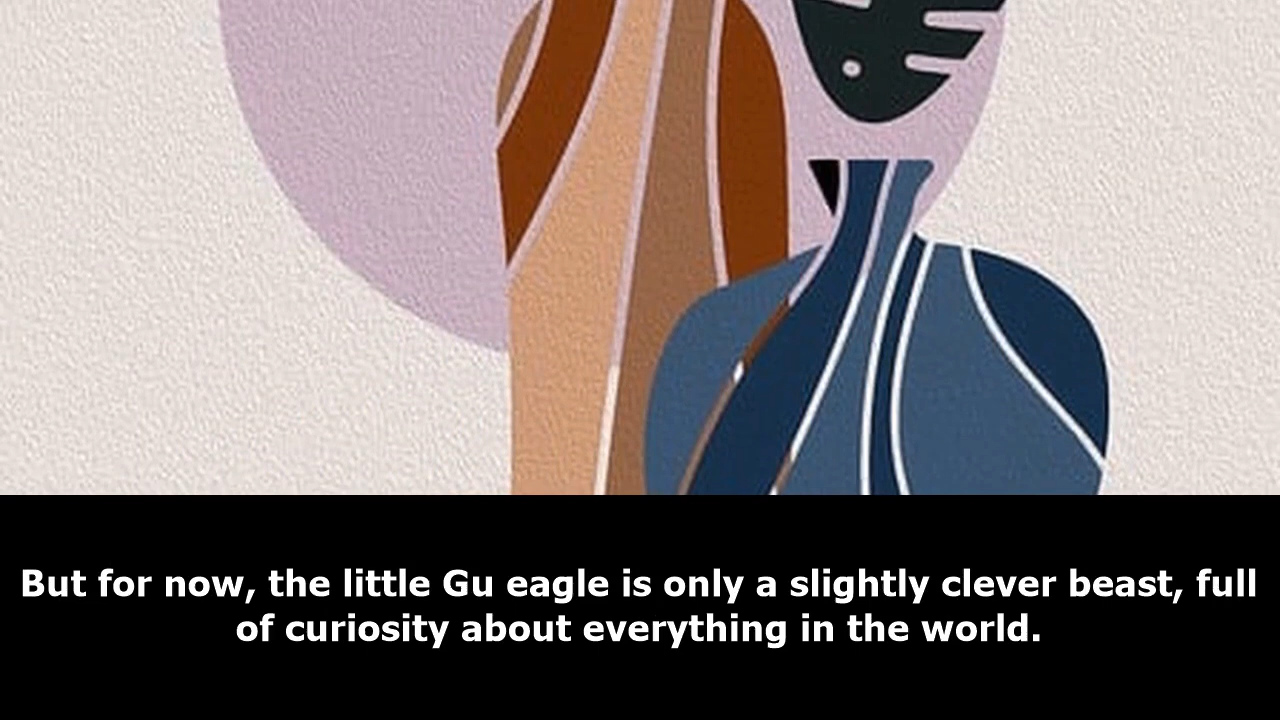 But for now, the little Gu eagle is only a slightly clever beast, full
of curiosity about everything in the world.